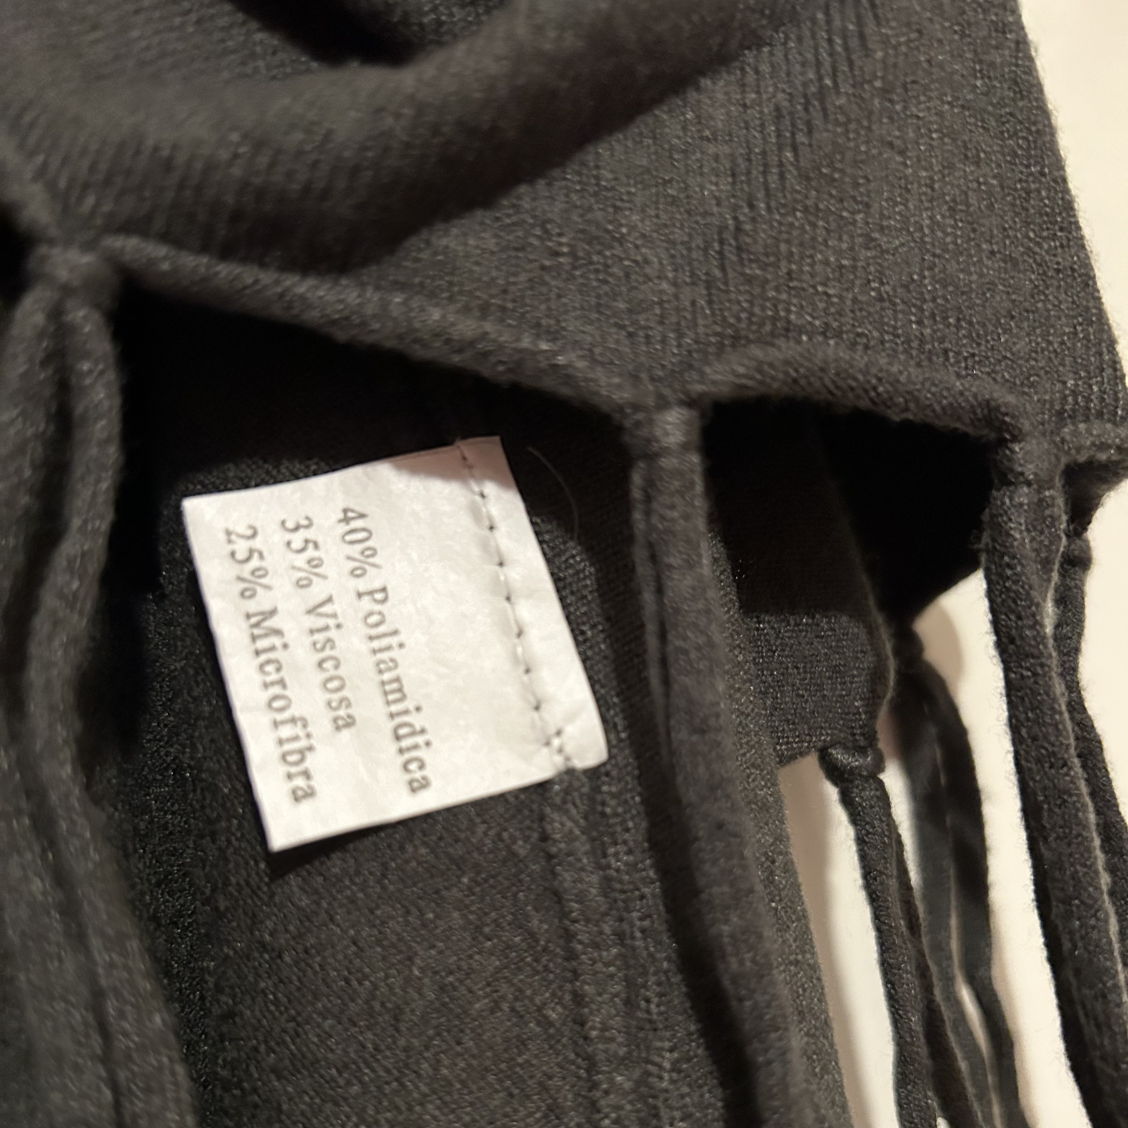 40% Poliamidica
35% Viscosa
25% Microfibra